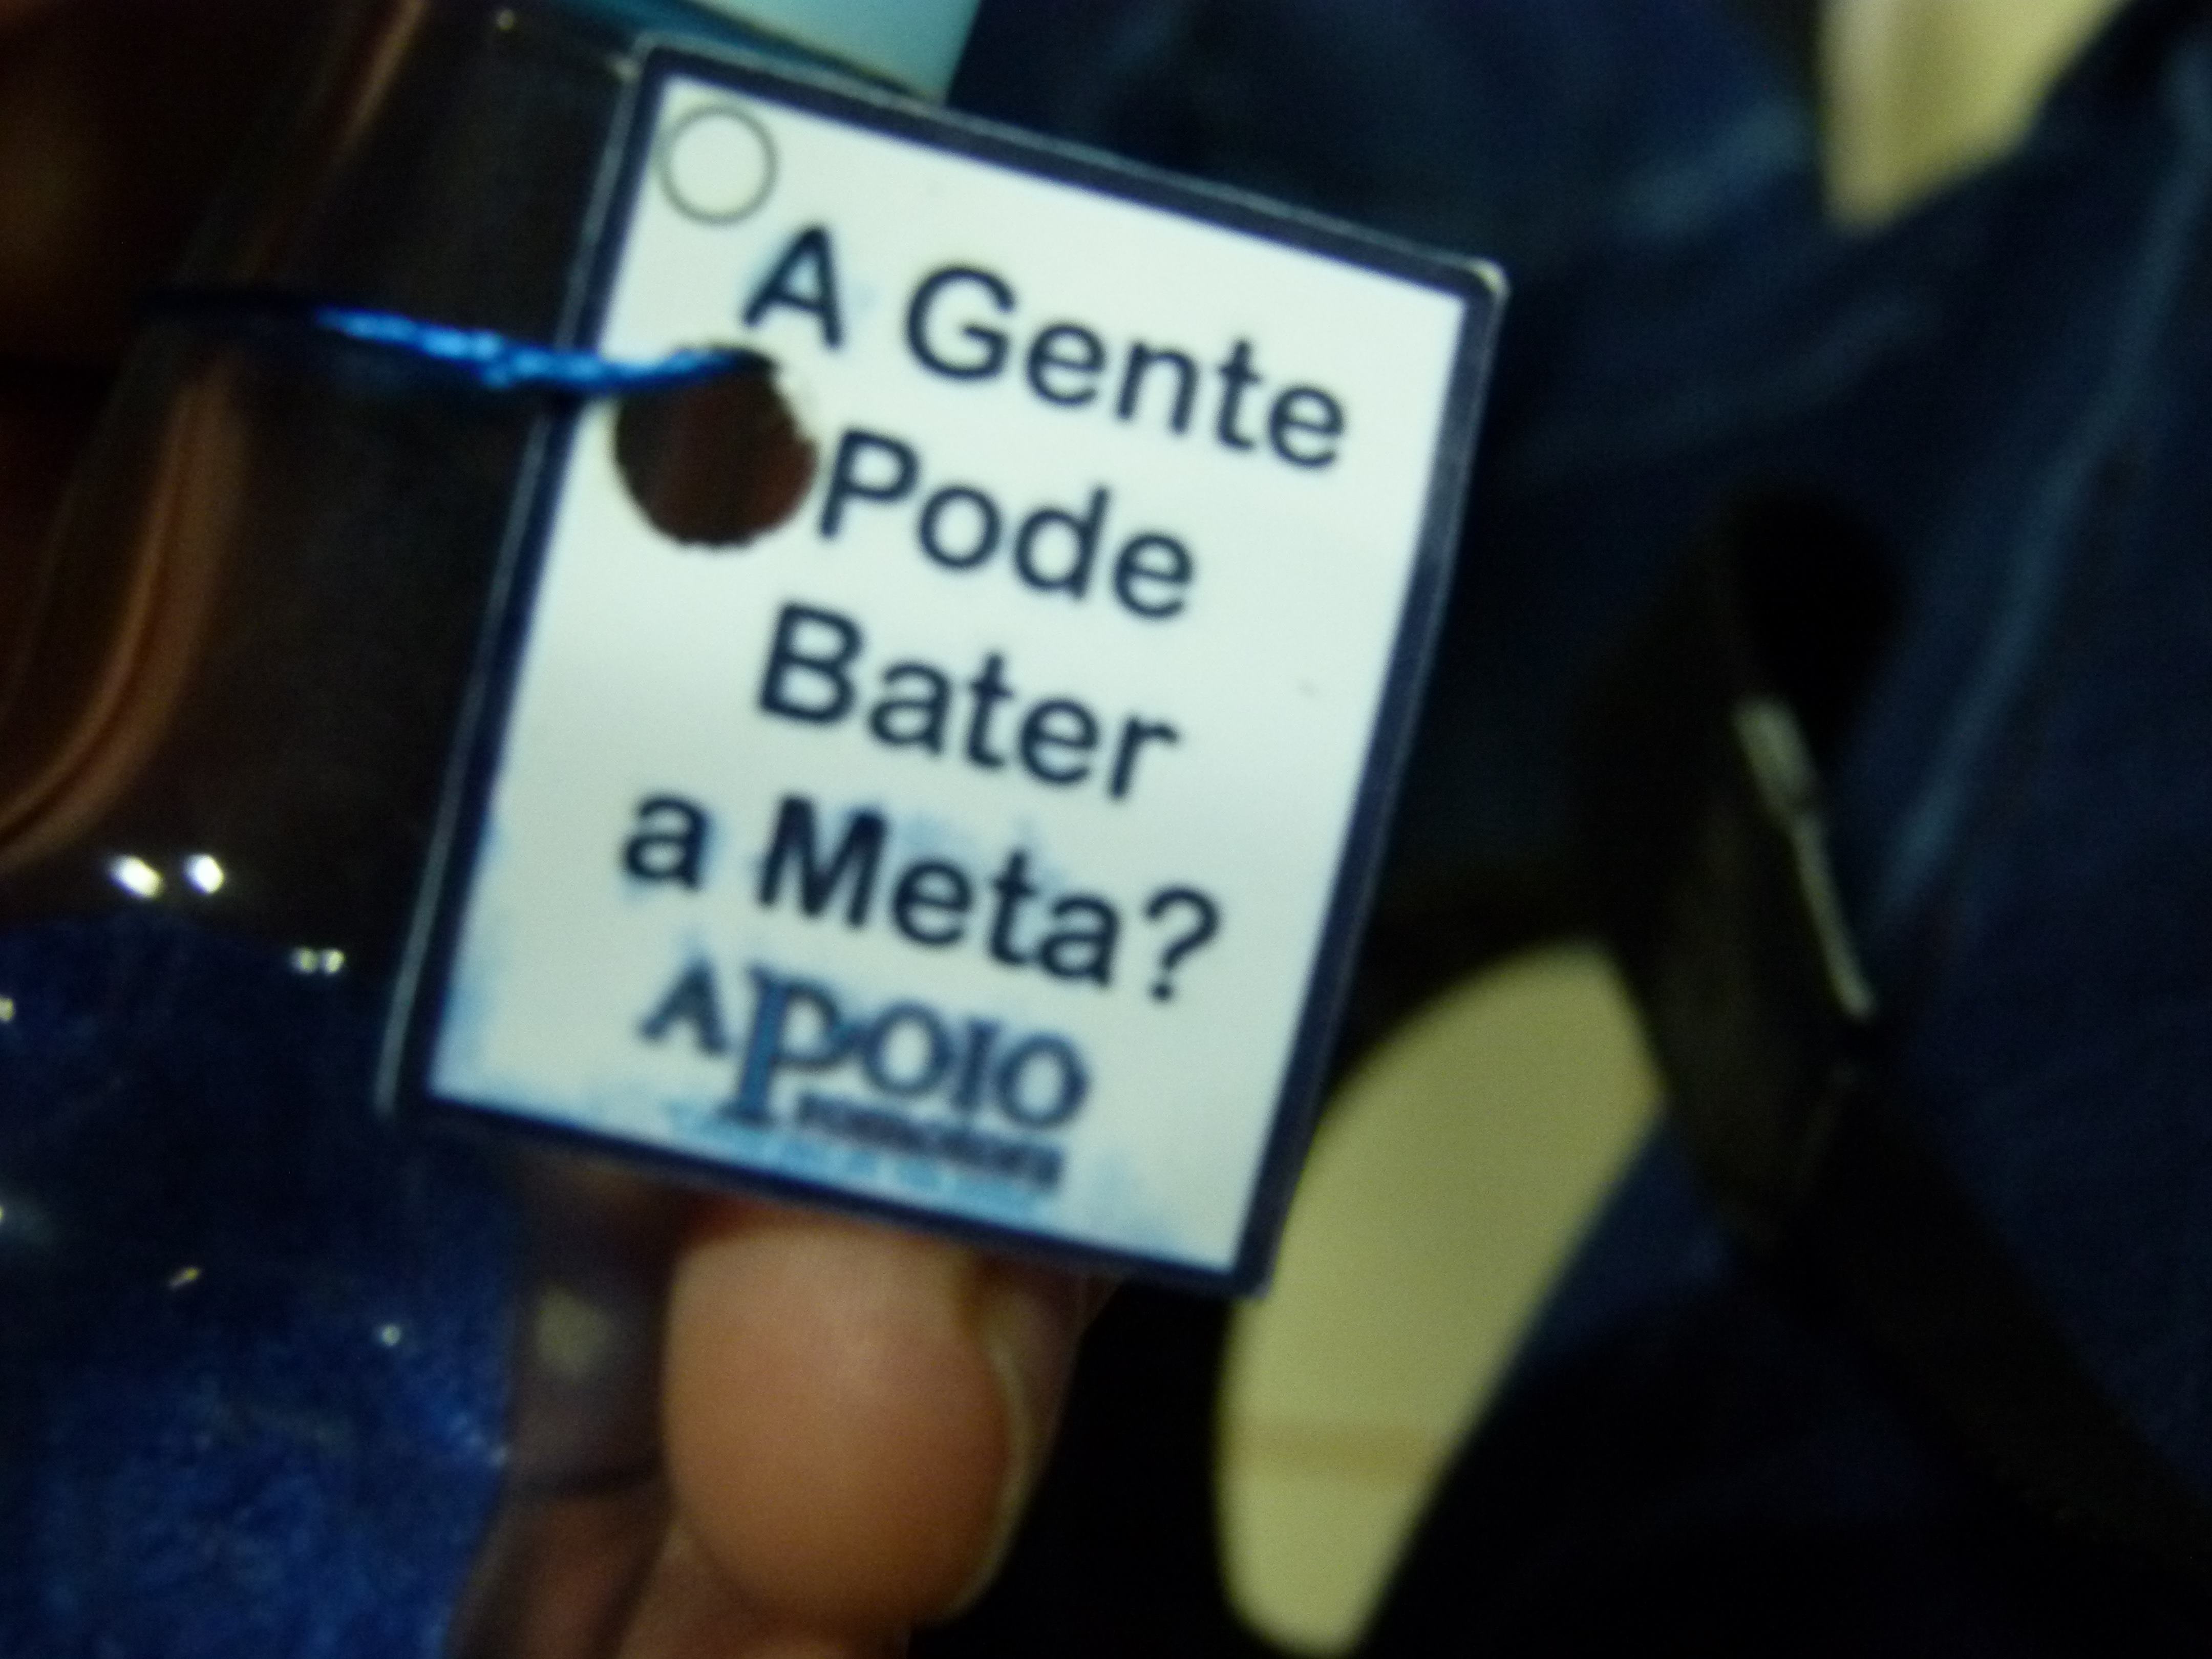 A Gente
Pode
Bater
a Meta?
APOIO